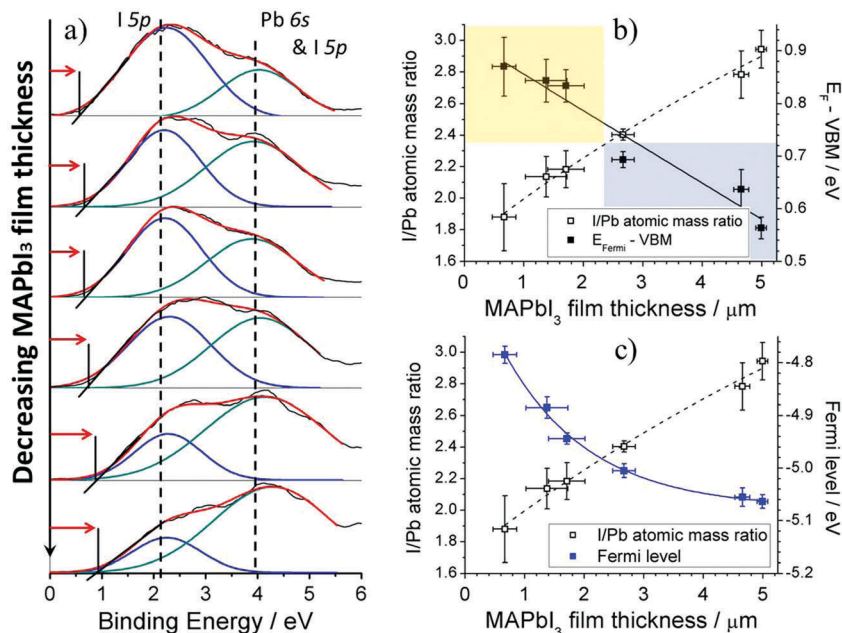 a)
I 5p
Pb 6s
& I 5p
Decreasing MAPbI₃ film thickness
0 1 2 3 4 5 6
Binding Energy / eV
b)
I/Pb atomic mass ratio
3.0
2.8
2.6
2.4
2.2
2.0
1.8
1.6
0.9
0.8
0.7
0.6
0.5
E_F - VBM / eV
I/Pb atomic mass ratio
E_Fermi - VBM
0 1 2 3 4 5
MAPbI₃ film thickness / μm
c)
I/Pb atomic mass ratio
3.0
2.8
2.6
2.4
2.2
2.0
1.8
1.6
-4.8
-4.9
-5.0
-5.1
-5.2
Fermi level / eV
I/Pb atomic mass ratio
Fermi level
0 1 2 3 4 5
MAPbI₃ film thickness / μm